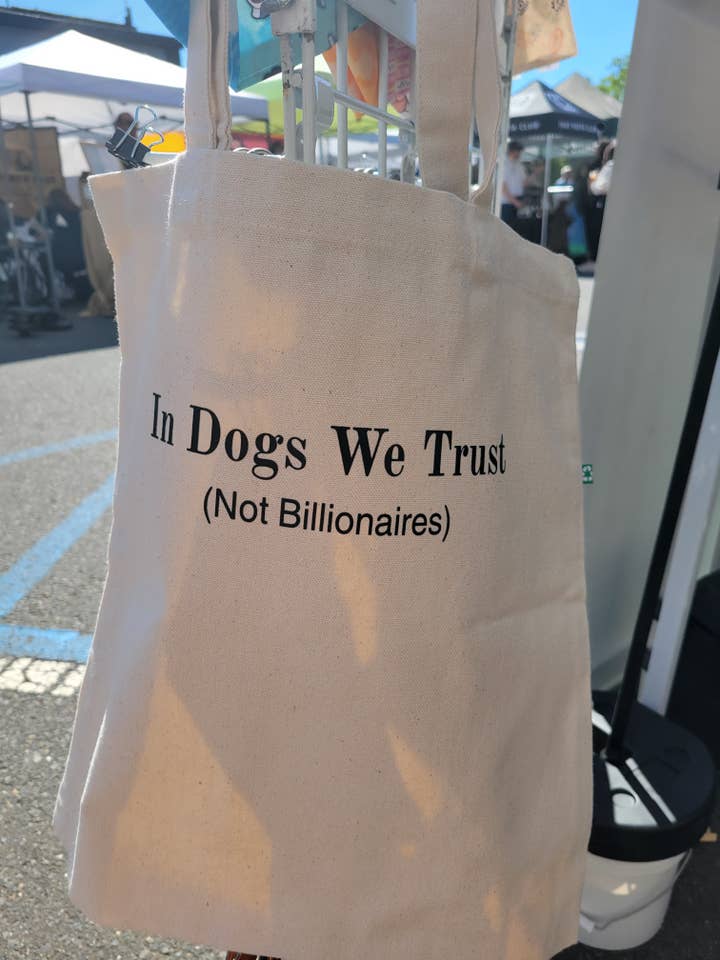 In Dogs We Trust
(Not Billionaires)